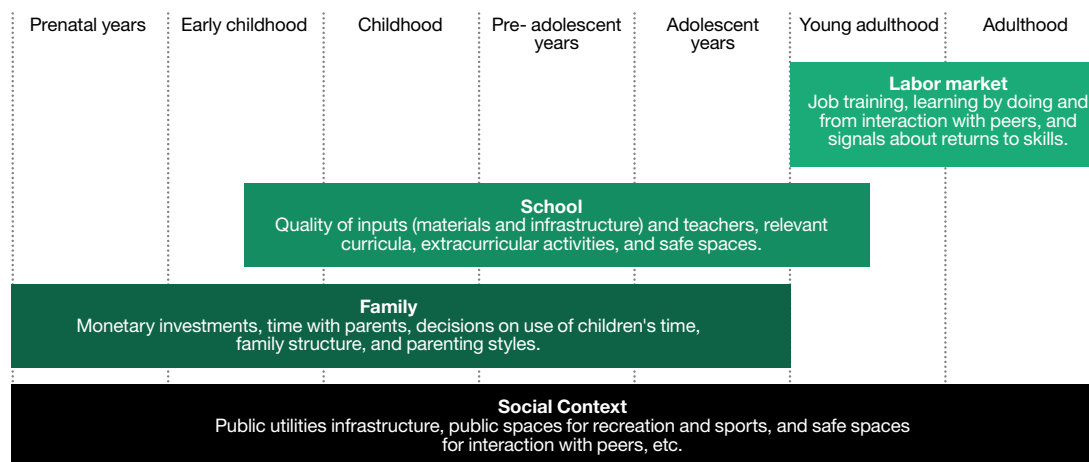 Prenatal years
Early childhood
Childhood
Pre- adolescent
years
Adolescent
years
Young adulthood
Adulthood
Labor market
Job training, learning by doing and
from interaction with peers, and
signals about returns to skills.
School
Quality of inputs (materials and infrastructure) and teachers, relevant
curricula, extracurricular activities, and safe spaces.
Family
Monetary investments, time with parents, decisions on use of children's time,
family structure, and parenting styles.
Social Context
Public utilities infrastructure, public spaces for recreation and sports, and safe spaces
for interaction with peers, etc.